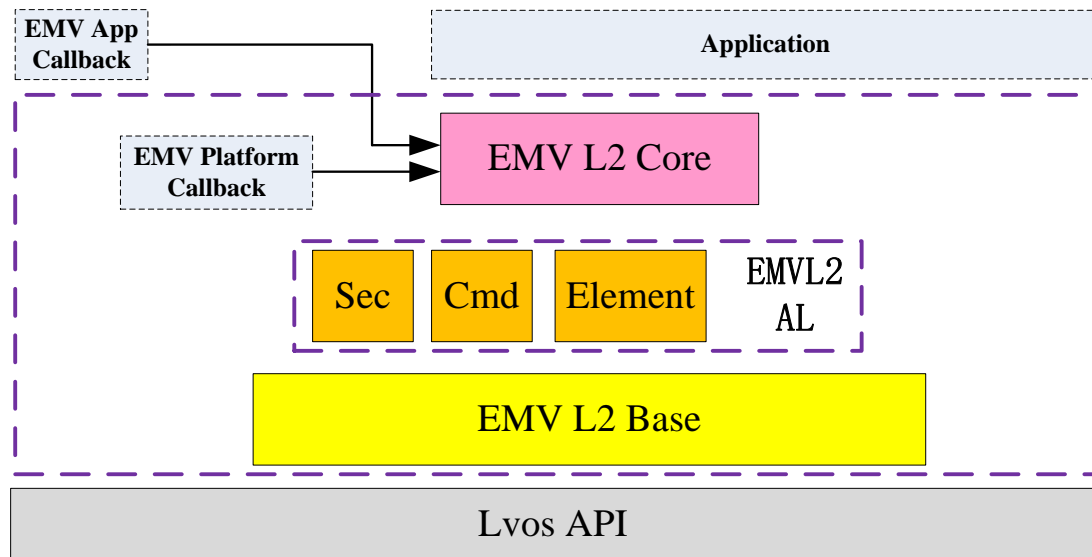 EMV App
Callback
Application
EMV L2 Core
EMV Platform
Callback
Sec
Cmd
Element
EMVL2
AL
EMV L2 Base
Lvos API